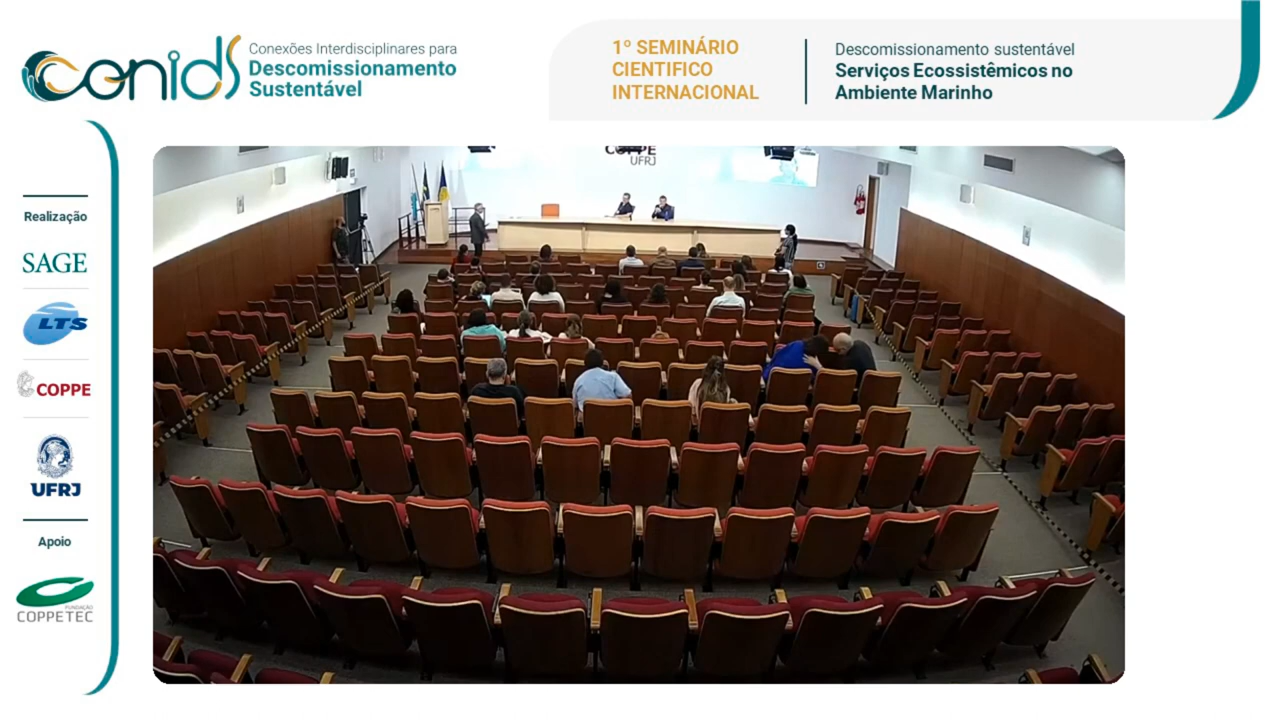 conids
Conexões Interdisciplinares para
Descomissionamento
Sustentável
1º SEMINÁRIO
CIENTIFICO
INTERNACIONAL
Descomissionamento sustentável
Serviços Ecossistêmicos no
Ambiente Marinho
Realização
SAGE
LTS
COPPE
UFRJ
Apoio
FUNDAÇÃO
COPPETEC
COPPE
UFRJ